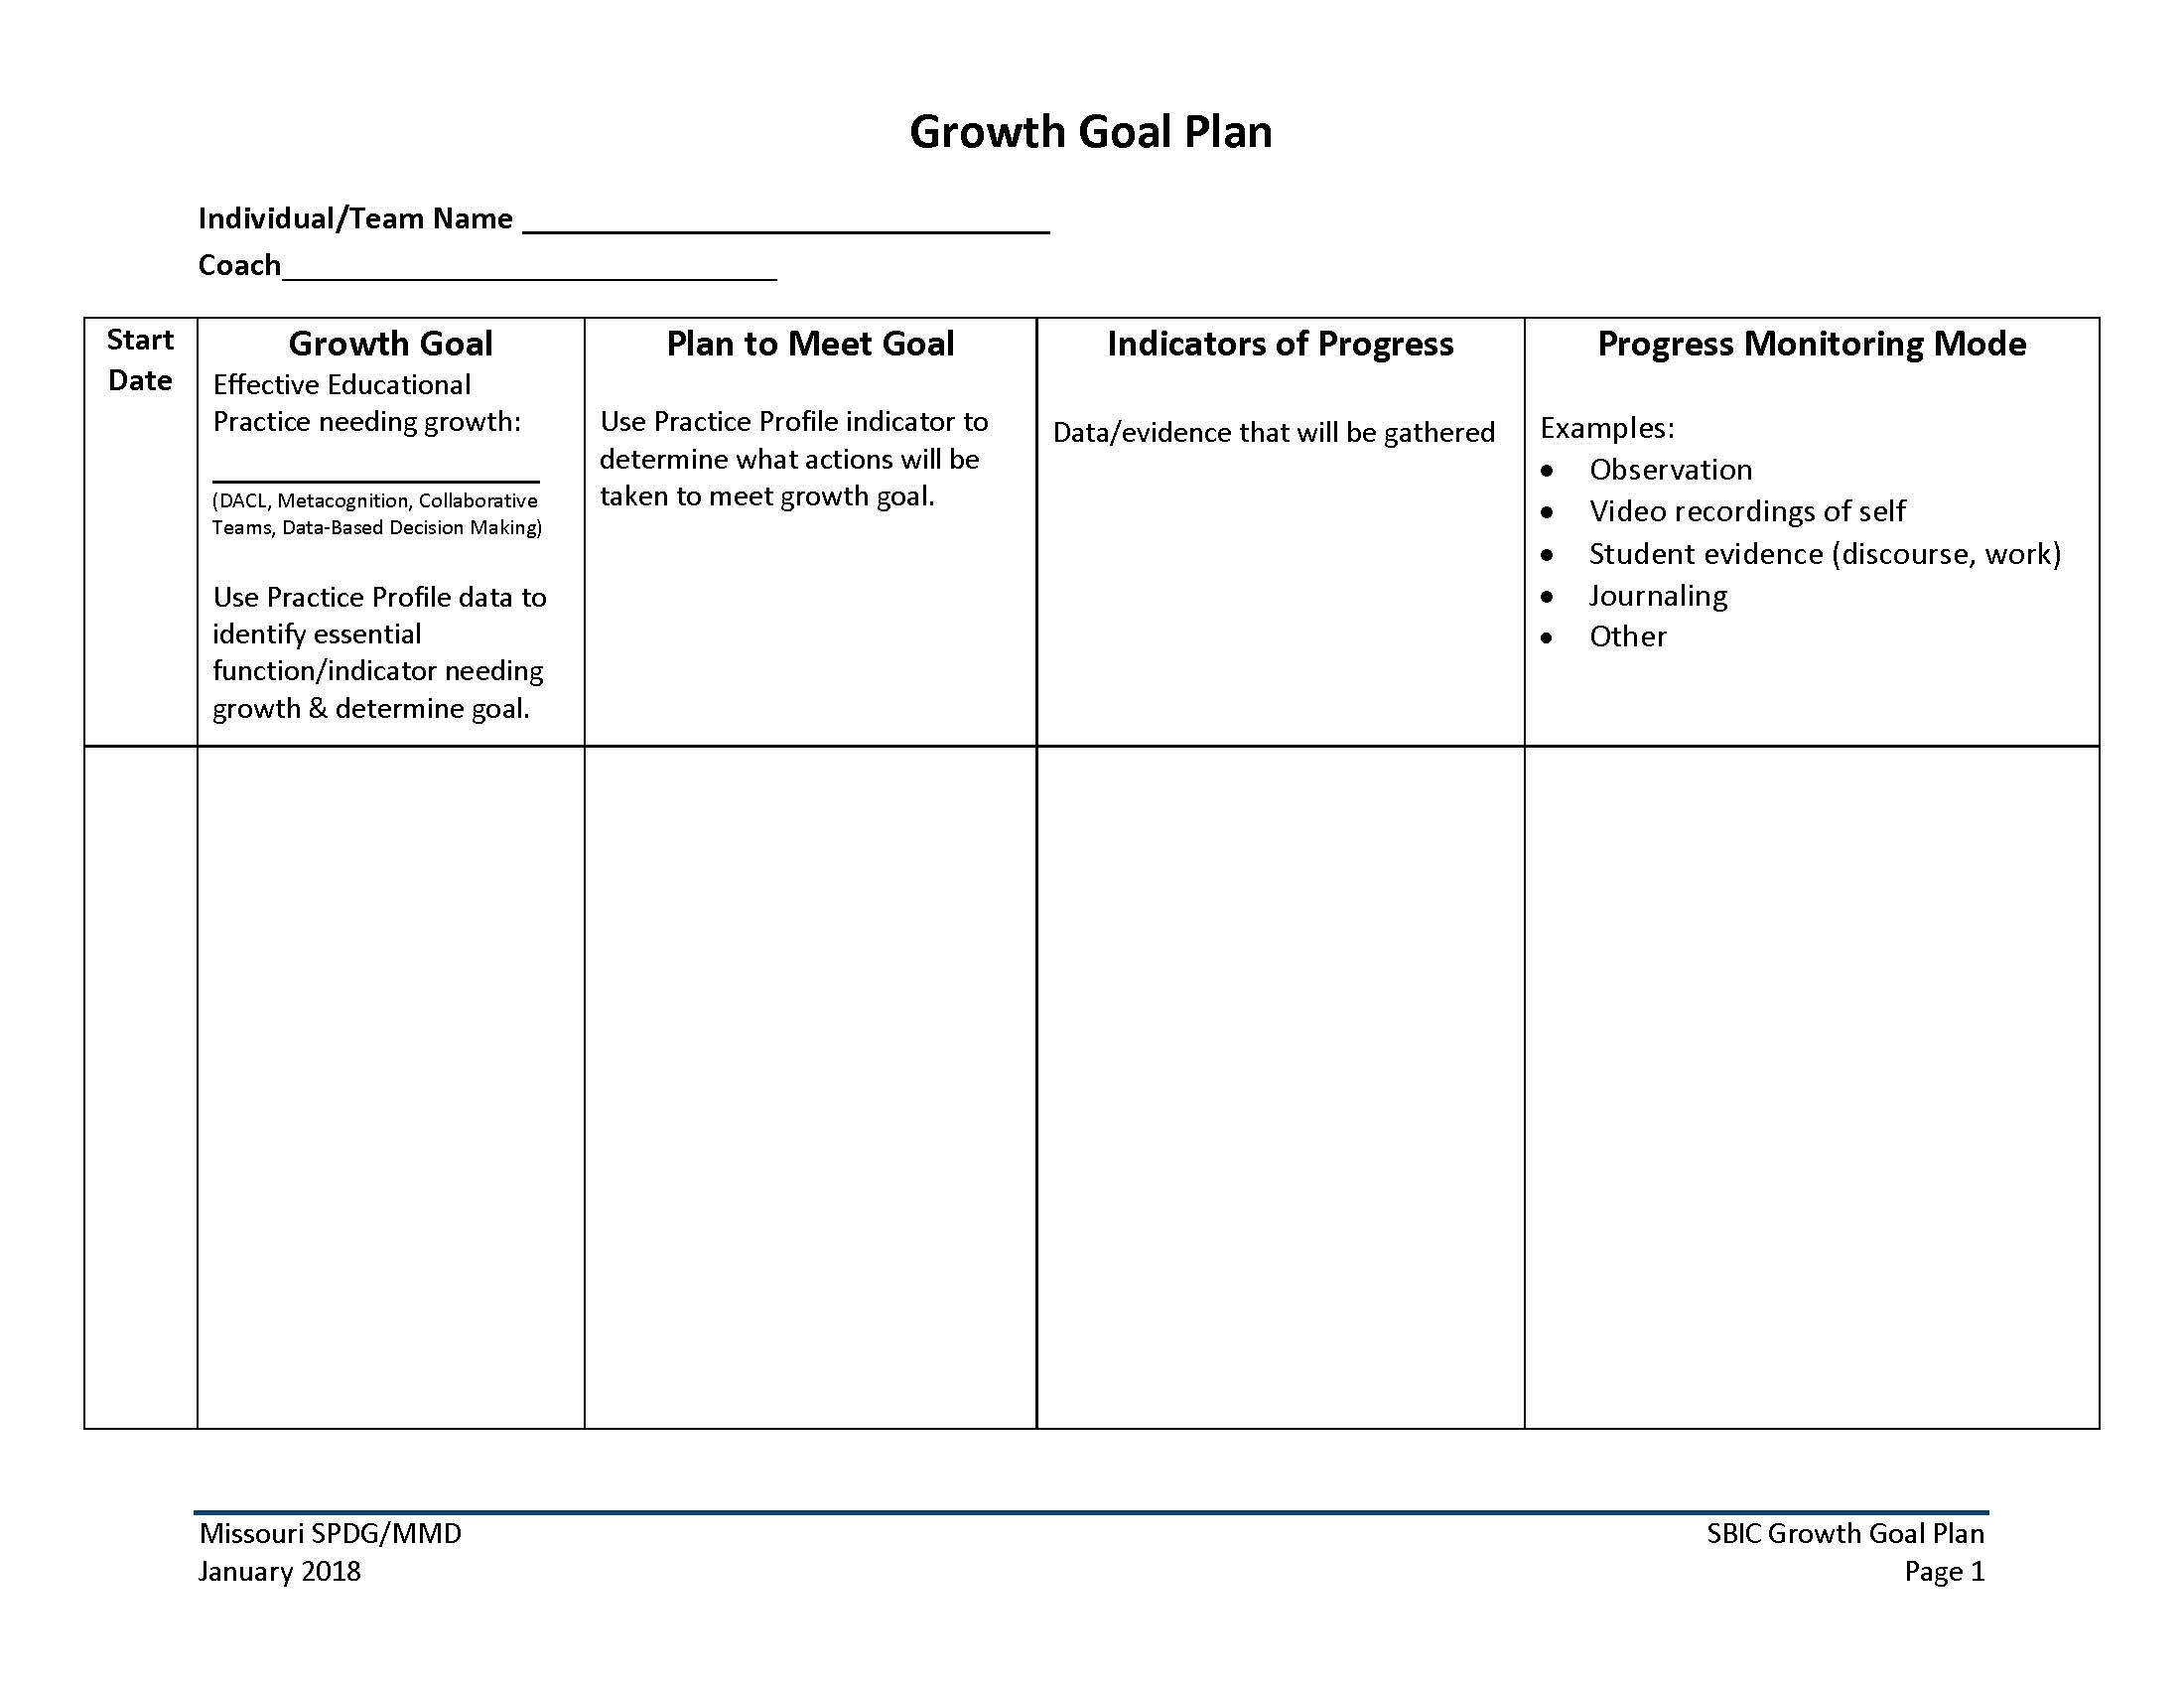 Growth Goal Plan
Individual/Team Name ________________________________
Coach______________________________
Start
Date
Growth Goal
Effective Educational
Practice needing growth:
____________________
(DACL, Metacognition, Collaborative
Teams, Data-Based Decision Making)
Use Practice Profile data to
identify essential
function/indicator needing
growth & determine goal.
Plan to Meet Goal
Use Practice Profile indicator to
determine what actions will be
taken to meet growth goal.
Indicators of Progress
Data/evidence that will be gathered
Progress Monitoring Mode
Examples:
• Observation
• Video recordings of self
• Student evidence (discourse, work)
• Journaling
• Other
Missouri SPDG/MMD
January 2018
SBIC Growth Goal Plan
Page 1